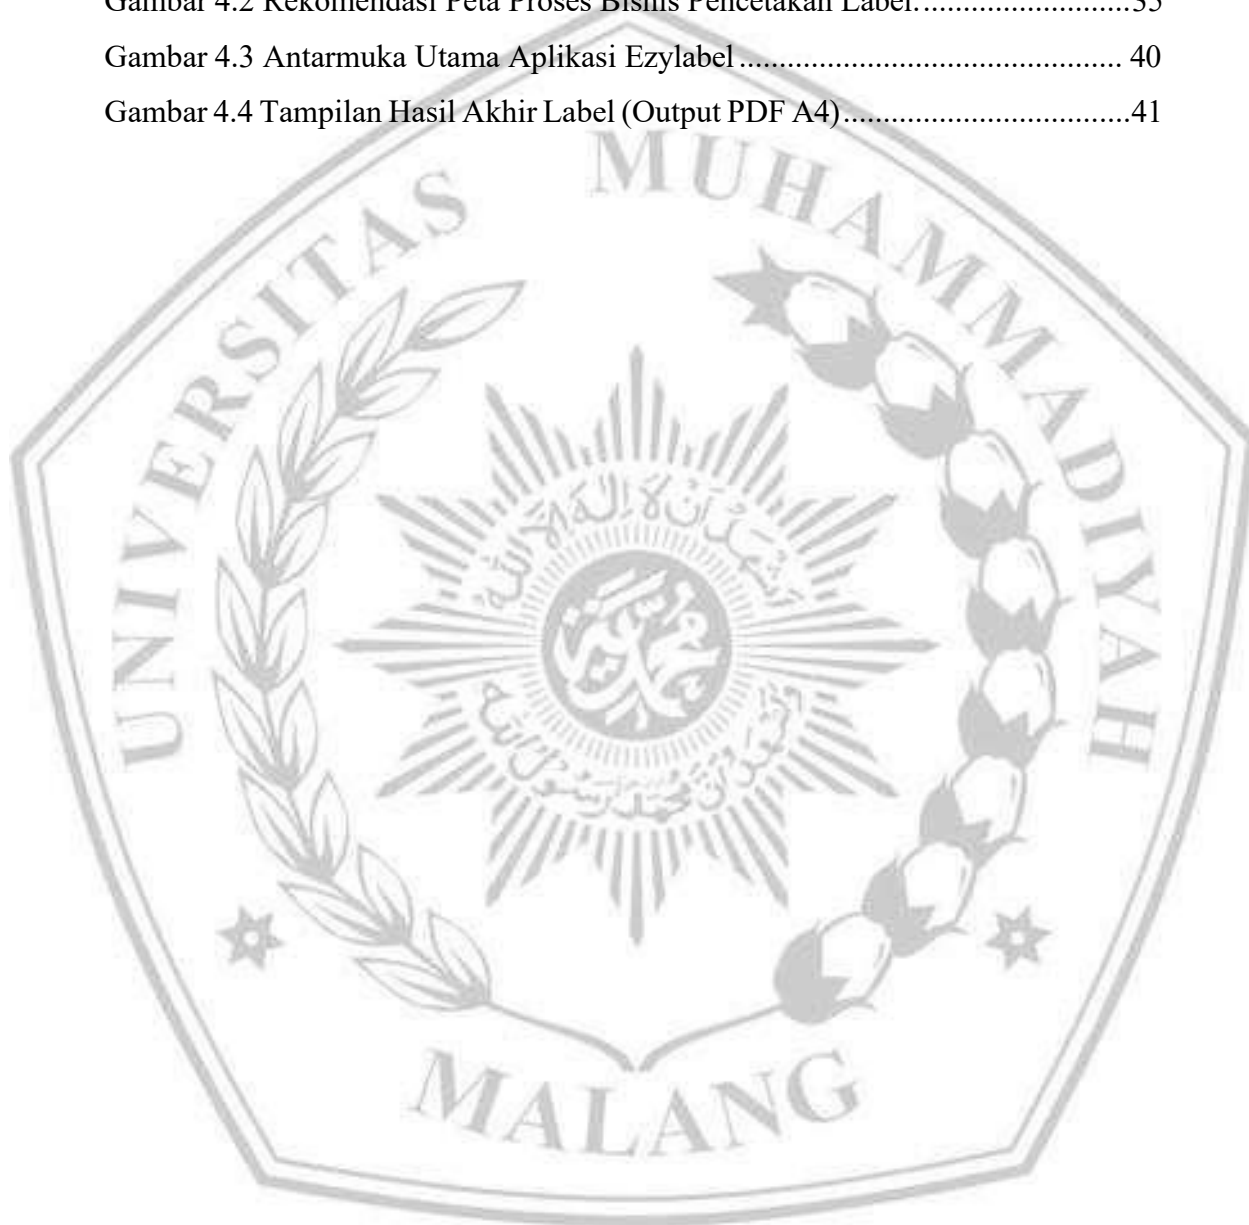 Gambar 4.2 Rekomendasi Peta Proses Bisnis Pencetakan Label...........................35
Gambar 4.3 Antarmuka Utama Aplikasi Ezylabel............................................... 40
Gambar 4.4 Tampilan Hasil Akhir Label (Output PDF A4)...................................41
UNIVERSITAS MUHAMMADIYAH
MALANG